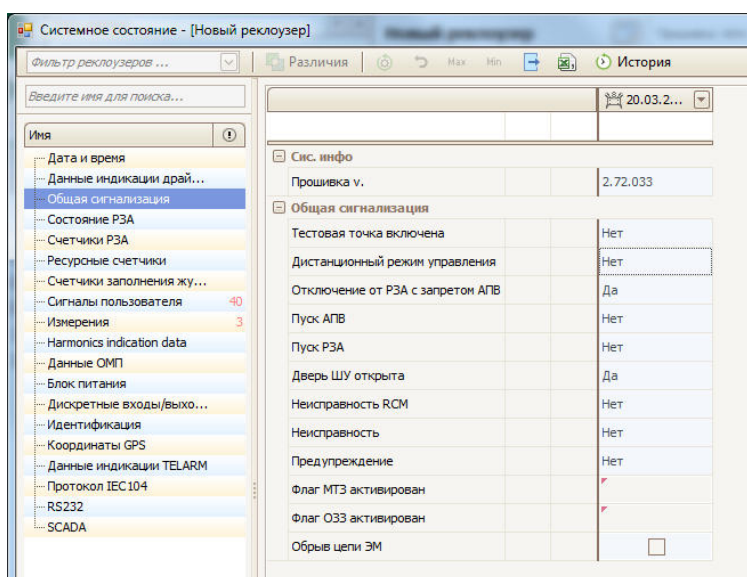 Системное состояние - [Новый реклоузер]
Фильтр реклоузеров ...
Различия
Max
Min
История
Введите имя для поиска...
Имя
Дата и время
Данные индикации драй...
Общая сигнализация
Состояние РЗА
Счетчики РЗА
Ресурсные счетчики
Счетчики заполнения жу...
Сигналы пользователя 40
Измерения 3
Harmonics indication data
Данные ОМП
Блок питания
Дискретные входы/выхо...
Идентификация
Координаты GPS
Данные индикации TELARM
Протокол IEC104
RS232
SCADA
20.03.2...
Сис. инфо
Прошивка v. 2.72.033
Общая сигнализация
Тестовая точка включена Нет
Дистанционный режим управления Нет
Отключение от РЗА с запретом АПВ Да
Пуск АПВ Нет
Пуск РЗА Нет
Дверь ШУ открыта Да
Неисправность RCM Нет
Неисправность Нет
Предупреждение Нет
Флаг МТЗ активирован
Флаг ОЗЗ активирован
Обрыв цепи ЭМ